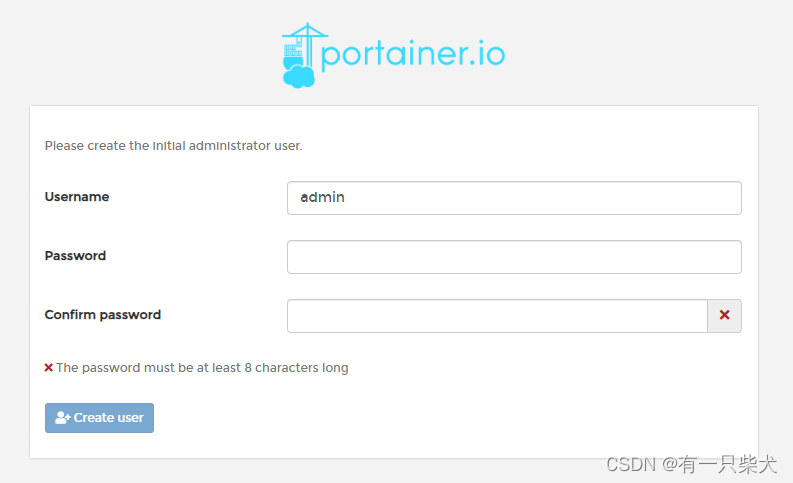 portainer.io
Please create the initial administrator user.
Username
admin
Password
Confirm password
The password must be at least 8 characters long
Create user
CSDN @有一只柴犬